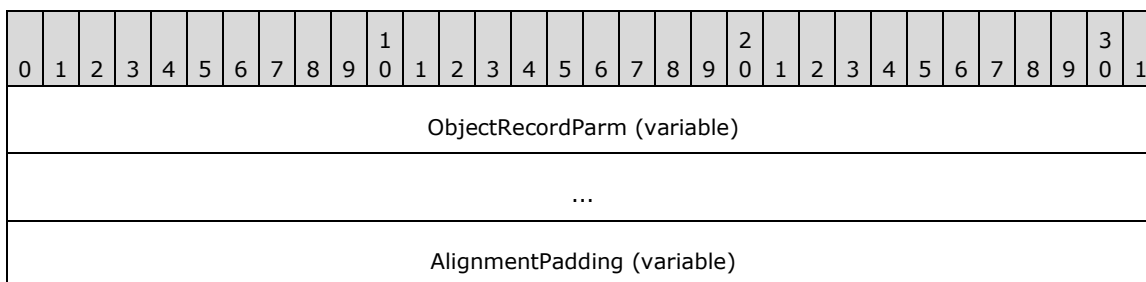 1 2 3
0 1 2 3 4 5 6 7 8 9 0 1 2 3 4 5 6 7 8 9 0 1 2 3 4 5 6 7 8 9 0 1
ObjectRecordParm (variable)
...
AlignmentPadding (variable)